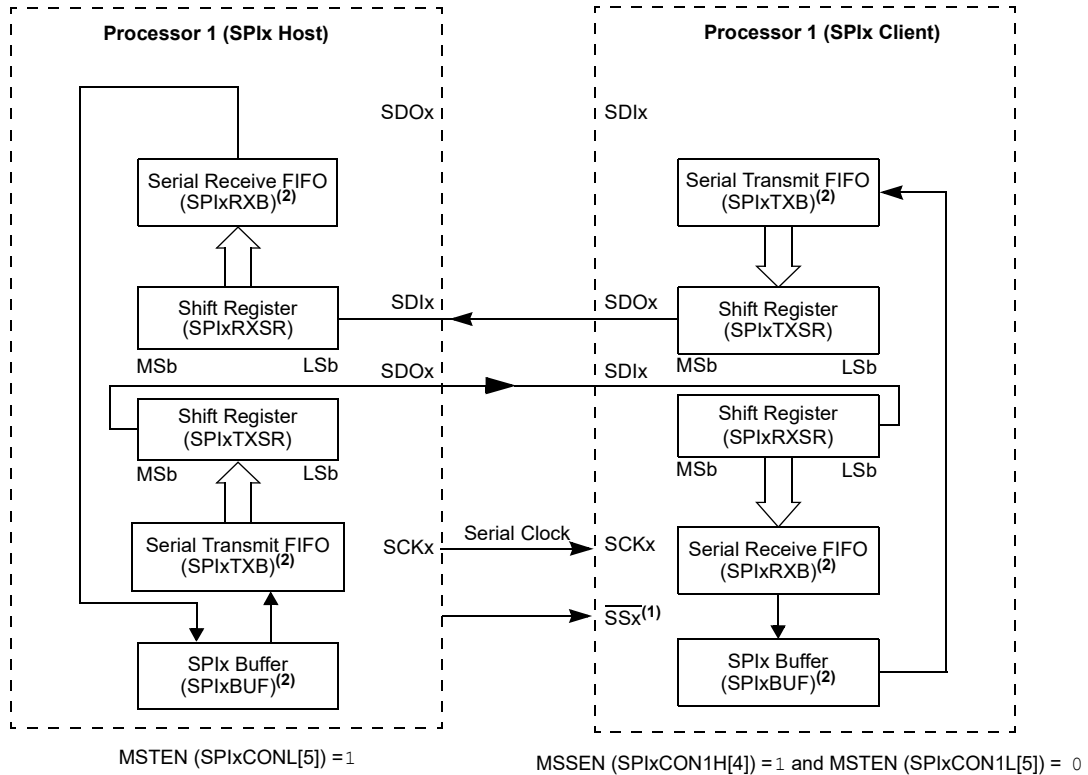 Processor 1 (SPIx Host)
SDOx
Serial Receive FIFO
(SPIxRXB)(2)
Shift Register
(SPIxRXSR)
SDIx
MSb
LSb
SDOx
Shift Register
(SPIxTXSR)
MSb
LSb
Serial Transmit FIFO
(SPIxTXB)(2)
SCKx
Serial Clock
SPIx Buffer
(SPIxBUF)(2)
MSTEN (SPIxCONL[5]) = 1
Processor 1 (SPIx Client)
SDIx
Serial Transmit FIFO
(SPIxTXB)(2)
SDOx
Shift Register
(SPIxTXSR)
MSb
LSb
SDIx
Shift Register
(SPIxRXSR)
MSb
LSb
SCKx
Serial Receive FIFO
(SPIxRXB)(2)
SSx(1)
SPIx Buffer
(SPIxBUF)(2)
MSSEN (SPIxCON1H[4]) = 1 and MSTEN (SPIxCON1L[5]) = 0